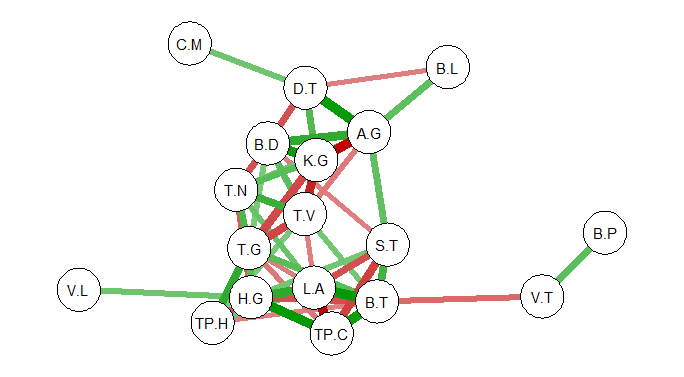 C.M
B.L
D.T
A.G
B.D
K.G
T.N
T.V
B.P
S.T
T.G
V.L
L.A
H.G
B.T
V.T
TP.H
TP.C